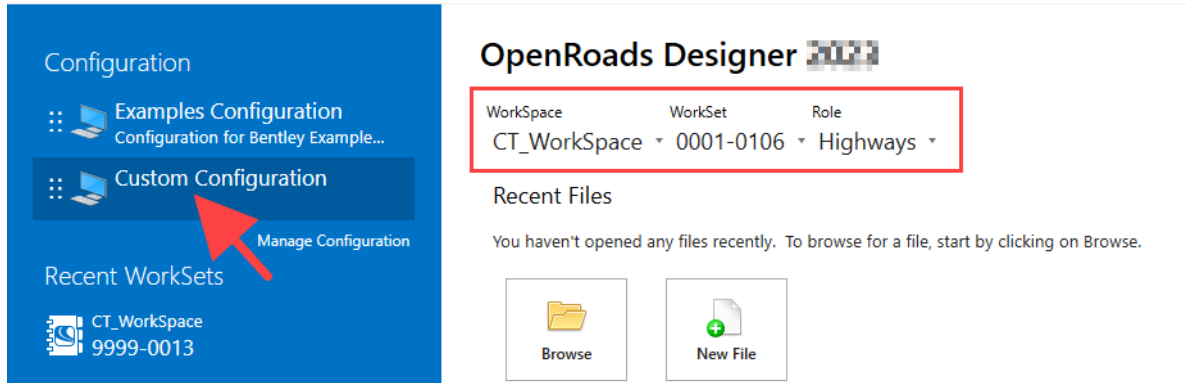 Configuration
Examples Configuration
Configuration for Bentley Example...
Custom Configuration
Manage Configuration
Recent WorkSets
CT_WorkSpace
9999-0013
OpenRoads Designer
WorkSpace WorkSet Role
CT_WorkSpace 0001-0106 Highways
Recent Files
You haven't opened any files recently. To browse for a file, start by clicking on Browse.
Browse New File